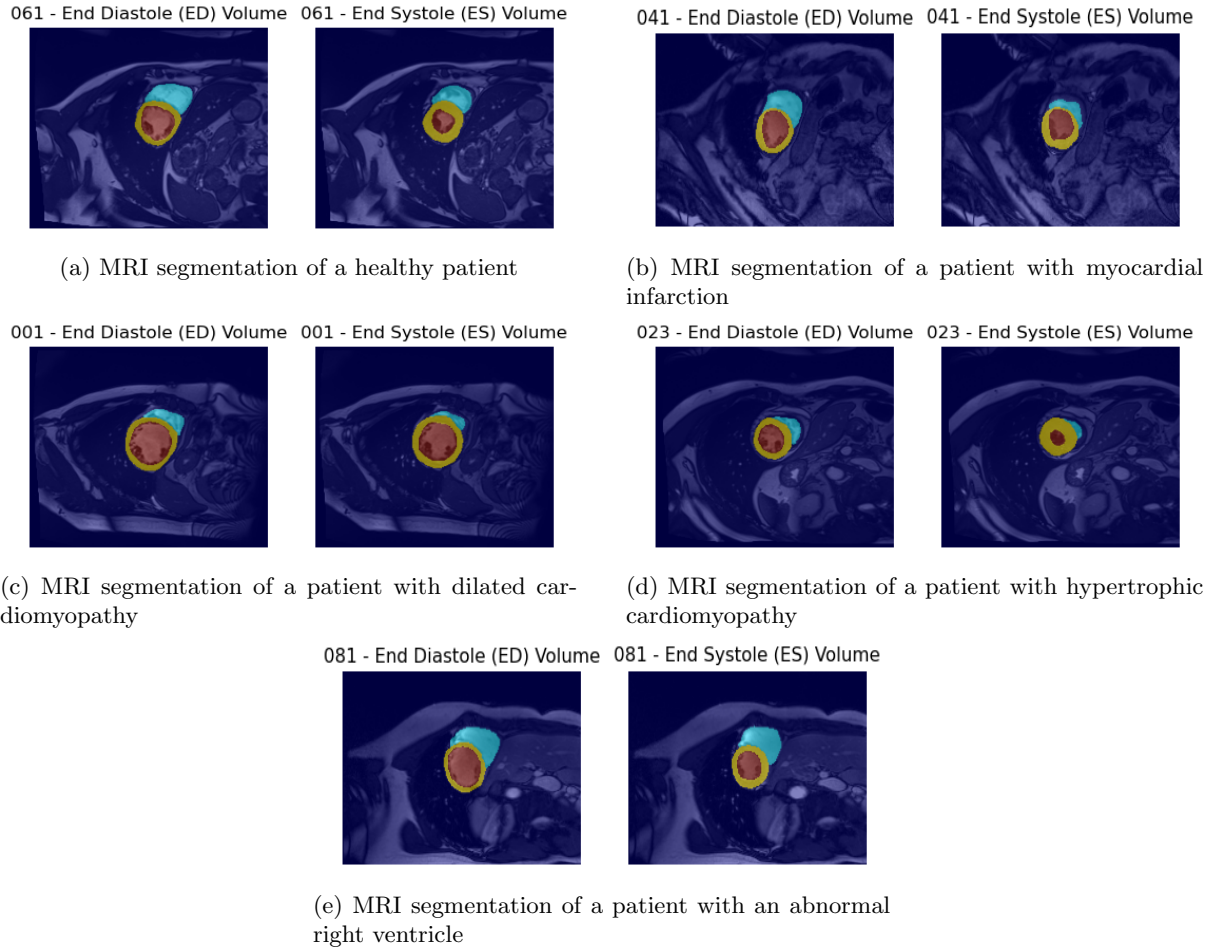 061 - End Diastole (ED) Volume
061 - End Systole (ES) Volume
041 - End Diastole (ED) Volume
041 - End Systole (ES) Volume
(a) MRI segmentation of a healthy patient
(b) MRI segmentation of a patient with myocardial
infarction
001 - End Diastole (ED) Volume
001 - End Systole (ES) Volume
023 - End Diastole (ED) Volume
023 - End Systole (ES) Volume
(c) MRI segmentation of a patient with dilated car-
diomyopathy
(d) MRI segmentation of a patient with hypertrophic
cardiomyopathy
081 - End Diastole (ED) Volume
081 - End Systole (ES) Volume
(e) MRI segmentation of a patient with an abnormal
right ventricle